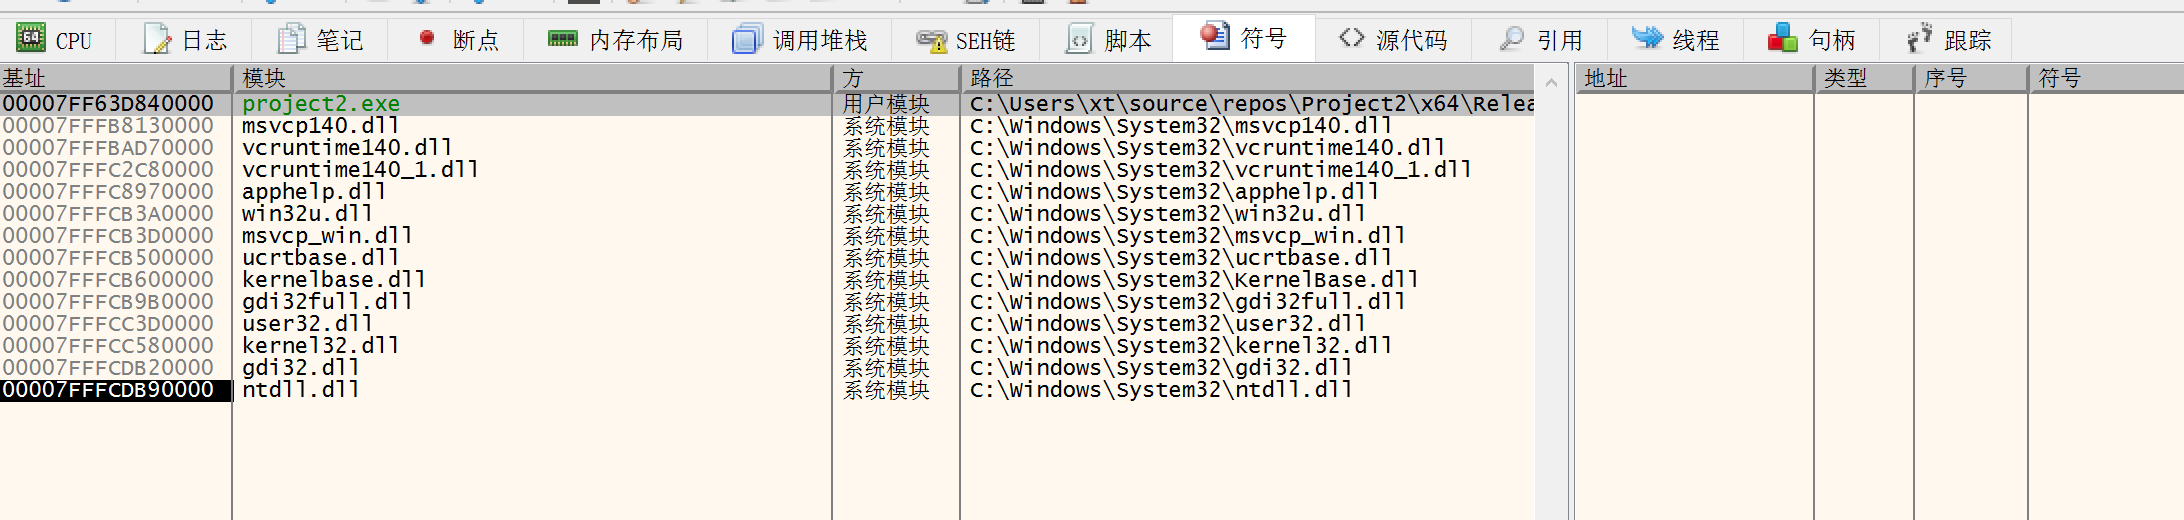 CPU 日志 笔记 断点 内存布局 调用堆栈 SEH链 脚本 符号 源代码 引用 线程 句柄 跟踪
基址 模块 方 路径 地址 类型 序号 符号
00007FF63D840000 project2.exe 用户模块 C:\Users\xt\source\repos\Project2\x64\Relea
00007FFFB8130000 msvcp140.dll 系统模块 C:\Windows\System32\msvcp140.dll
00007FFFBAD70000 vcruntime140.dll 系统模块 C:\Windows\System32\vcruntime140.dll
00007FFFC2C80000 vcruntime140_1.dll 系统模块 C:\Windows\System32\vcruntime140_1.dll
00007FFFC8970000 apphelp.dll 系统模块 C:\Windows\System32\apphelp.dll
00007FFFCB3A0000 win32u.dll 系统模块 C:\Windows\System32\win32u.dll
00007FFFCB3D0000 msvcp_win.dll 系统模块 C:\Windows\System32\msvcp_win.dll
00007FFFCB500000 ucrtbase.dll 系统模块 C:\Windows\System32\ucrtbase.dll
00007FFFCB600000 kernelbase.dll 系统模块 C:\Windows\System32\KernelBase.dll
00007FFFCB9B0000 gdi32full.dll 系统模块 C:\Windows\System32\gdi32full.dll
00007FFFCC3D0000 user32.dll 系统模块 C:\Windows\System32\user32.dll
00007FFFCC580000 kernel32.dll 系统模块 C:\Windows\System32\kernel32.dll
00007FFFCDB20000 gdi32.dll 系统模块 C:\Windows\System32\gdi32.dll
00007FFFCDB90000 ntdll.dll 系统模块 C:\Windows\System32\ntdll.dll